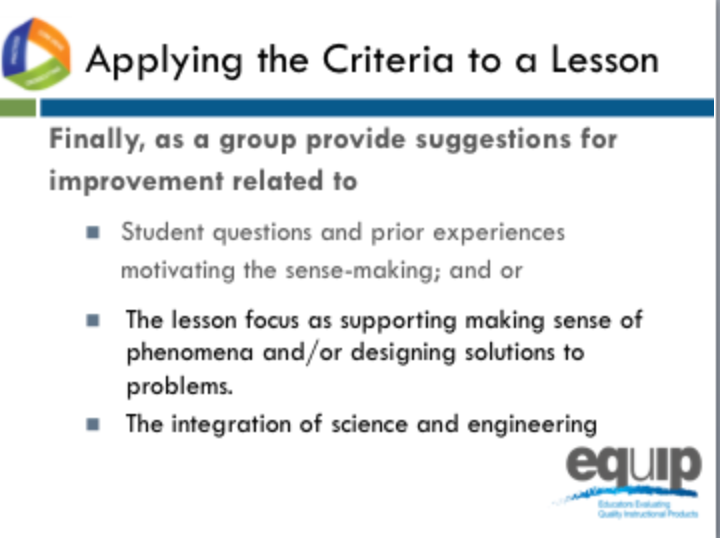 Applying the Criteria to a Lesson
Finally, as a group provide suggestions for
improvement related to
Student questions and prior experiences
motivating the sense-making; and or
The lesson focus as supporting making sense of
phenomena and/or designing solutions to
problems.
The integration of science and engineering
equip
Educators Evaluating
Quality Instructional Products